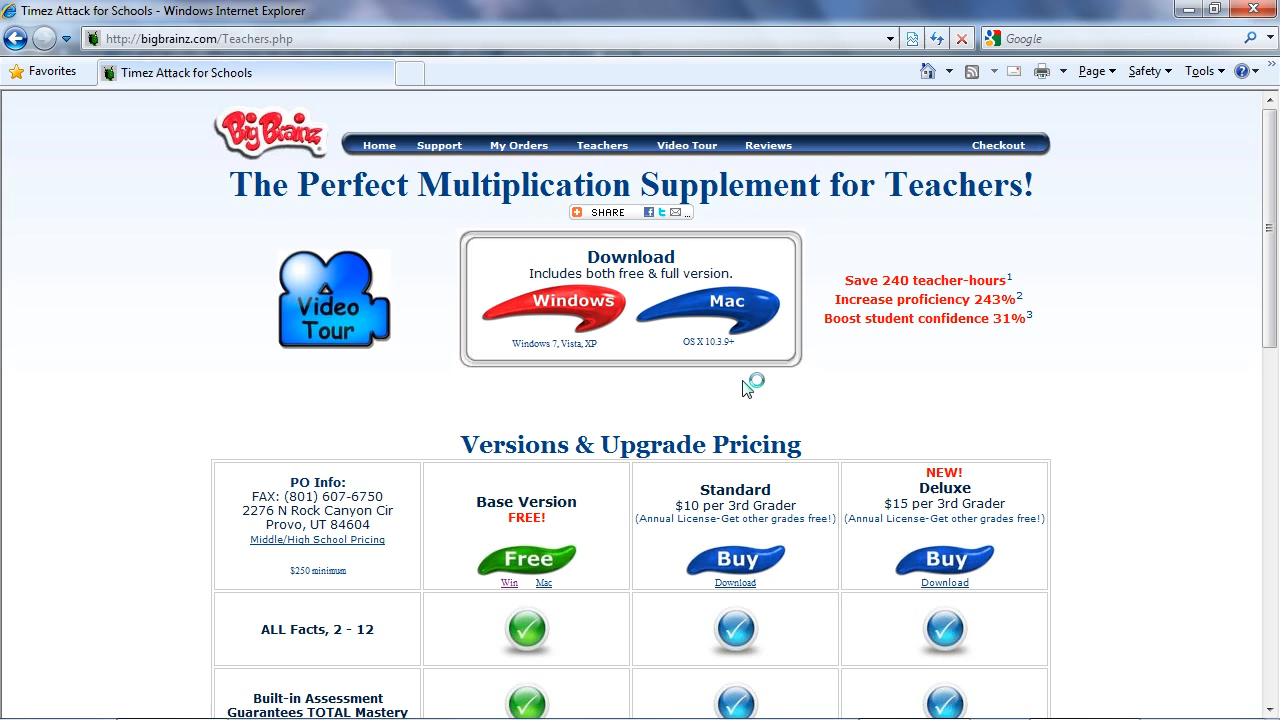 Timez Attack for Schools - Windows Internet Explorer
http://bigbrainz.com/Teachers.php
Google
Favorites
Timez Attack for Schools
Page
Safety
Tools
Big Brainz
Home Support My Orders Teachers Video Tour Reviews Checkout
The Perfect Multiplication Supplement for Teachers!
SHARE ...
Video
Tour
Download
Includes both free & full version.
Windows
Mac
Windows 7, Vista, XP
OS X 10.3.9+
Save 240 teacher-hours1
Increase proficiency 243%2
Boost student confidence 31%3
Versions & Upgrade Pricing
PO Info:
FAX: (801) 607-6750
2276 N Rock Canyon Cir
Provo, UT 84604
Middle/High School Pricing
$250 minimum
Base Version
FREE!
Free
Win Mac
Standard
$10 per 3rd Grader
(Annual License-Get other grades free!)
Buy
Download
NEW!
Deluxe
$15 per 3rd Grader
(Annual License-Get other grades free!)
Buy
Download
ALL Facts, 2 - 12
Built-in Assessment
Guarantees TOTAL Mastery